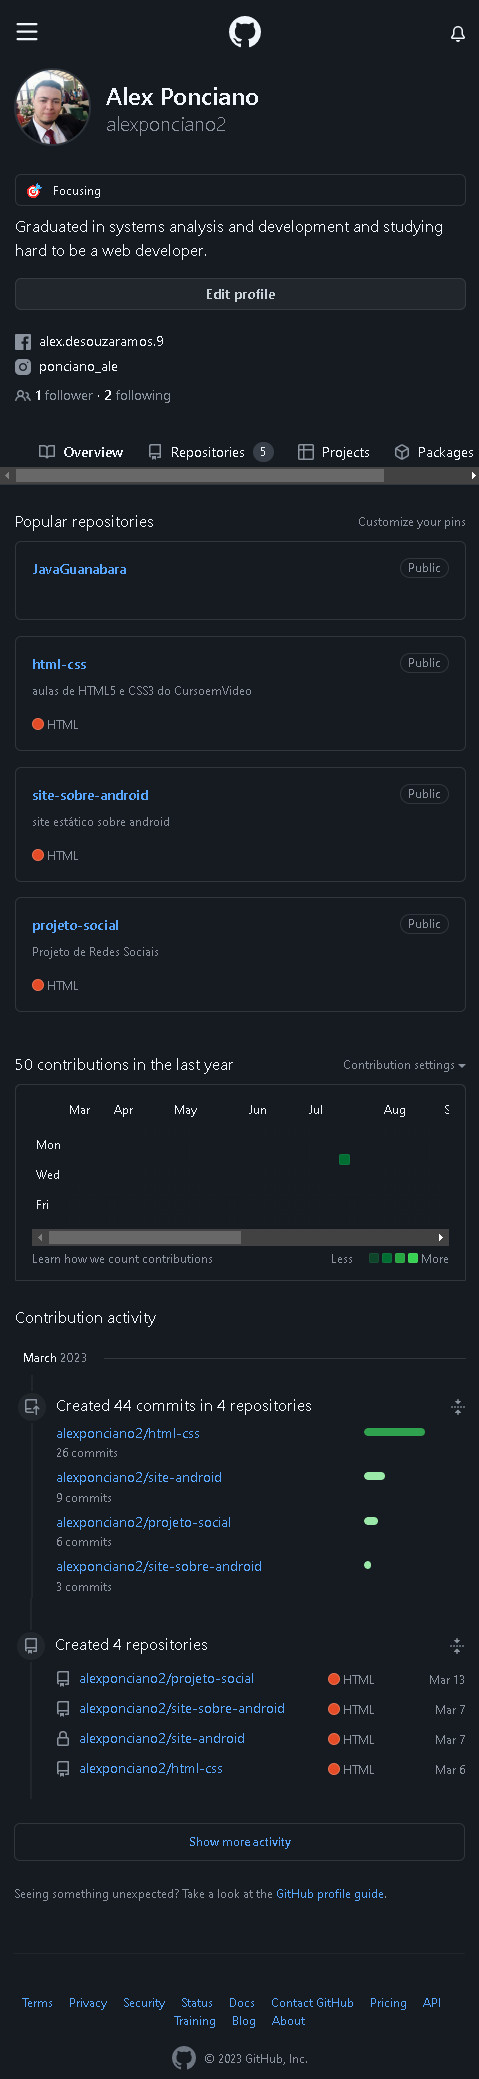 Alex Ponciano
alexponciano2
Focusing
Graduated in systems analysis and development and studying
hard to be a web developer.
Edit profile
alex.desouzaramos.9
ponciano_ale
1 follower · 2 following
Overview Repositories 5 Projects Packages
Popular repositories Customize your pins
JavaGuanabara Public
html-css Public
aulas de HTML5 e CSS3 do CursoemVideo
HTML
site-sobre-android Public
site estático sobre android
HTML
projeto-social Public
Projeto de Redes Sociais
HTML
50 contributions in the last year Contribution settings
Mar Apr May Jun Jul Aug S
Mon
Wed
Fri
Learn how we count contributions Less More
Contribution activity
March 2023
Created 44 commits in 4 repositories
alexponciano2/html-css
26 commits
alexponciano2/site-android
9 commits
alexponciano2/projeto-social
6 commits
alexponciano2/site-sobre-android
3 commits
Created 4 repositories
alexponciano2/projeto-social HTML Mar 13
alexponciano2/site-sobre-android HTML Mar 7
alexponciano2/site-android HTML Mar 7
alexponciano2/html-css HTML Mar 6
Show more activity
Seeing something unexpected? Take a look at the GitHub profile guide.
Terms Privacy Security Status Docs Contact GitHub Pricing API
Training Blog About
© 2023 GitHub, Inc.